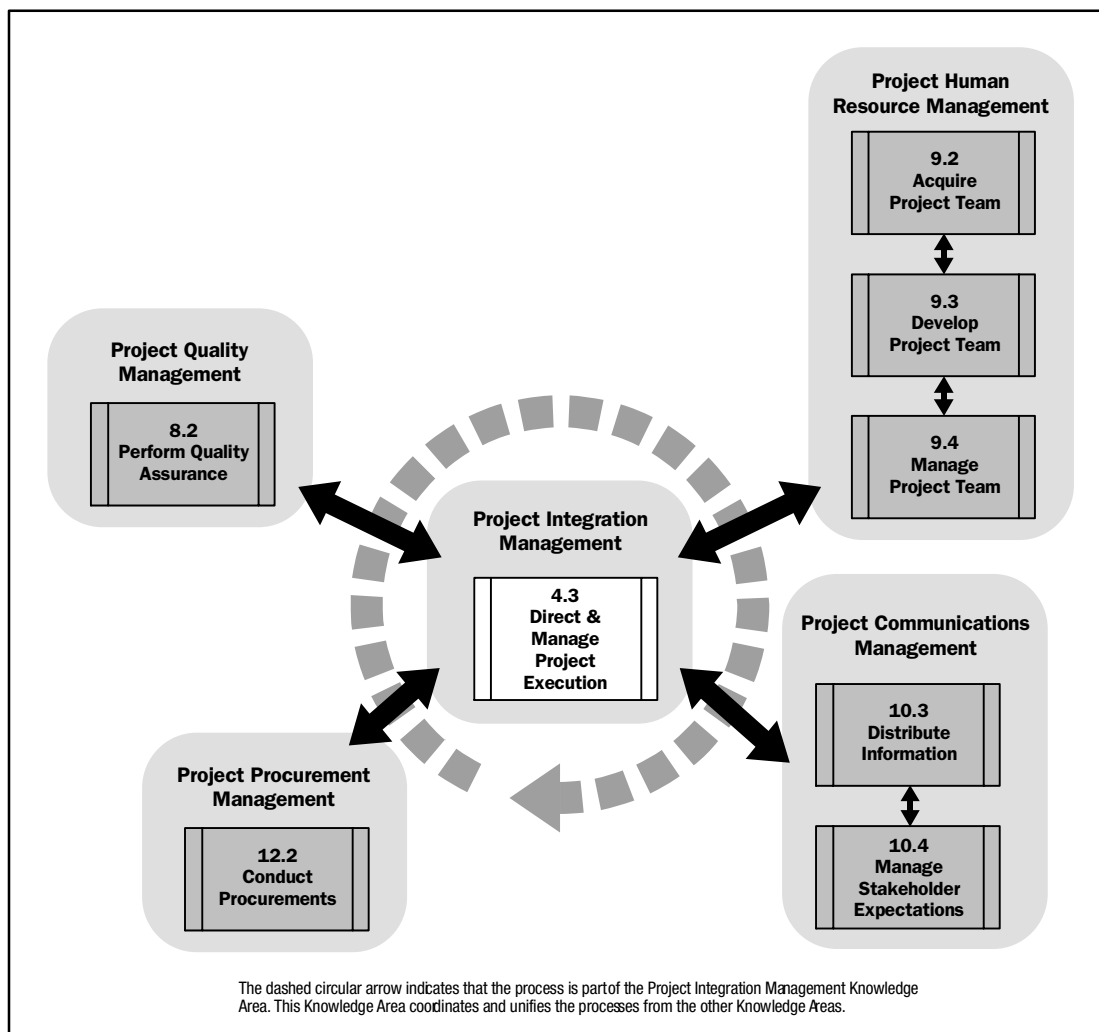 Project Human
Resource Management
9.2
Acquire
Project Team
9.3
Develop
Project Team
9.4
Manage
Project Team
Project Quality
Management
8.2
Perform Quality
Assurance
Project Integration
Management
4.3
Direct &
Manage
Project
Execution
Project Communications
Management
10.3
Distribute
Information
10.4
Manage
Stakeholder
Expectations
Project Procurement
Management
12.2
Conduct
Procurements
The dashed circular arrow indicates that the process is part of the Project Integration Management Knowledge
Area. This Knowledge Area coordinates and unifies the processes from the other Knowledge Areas.